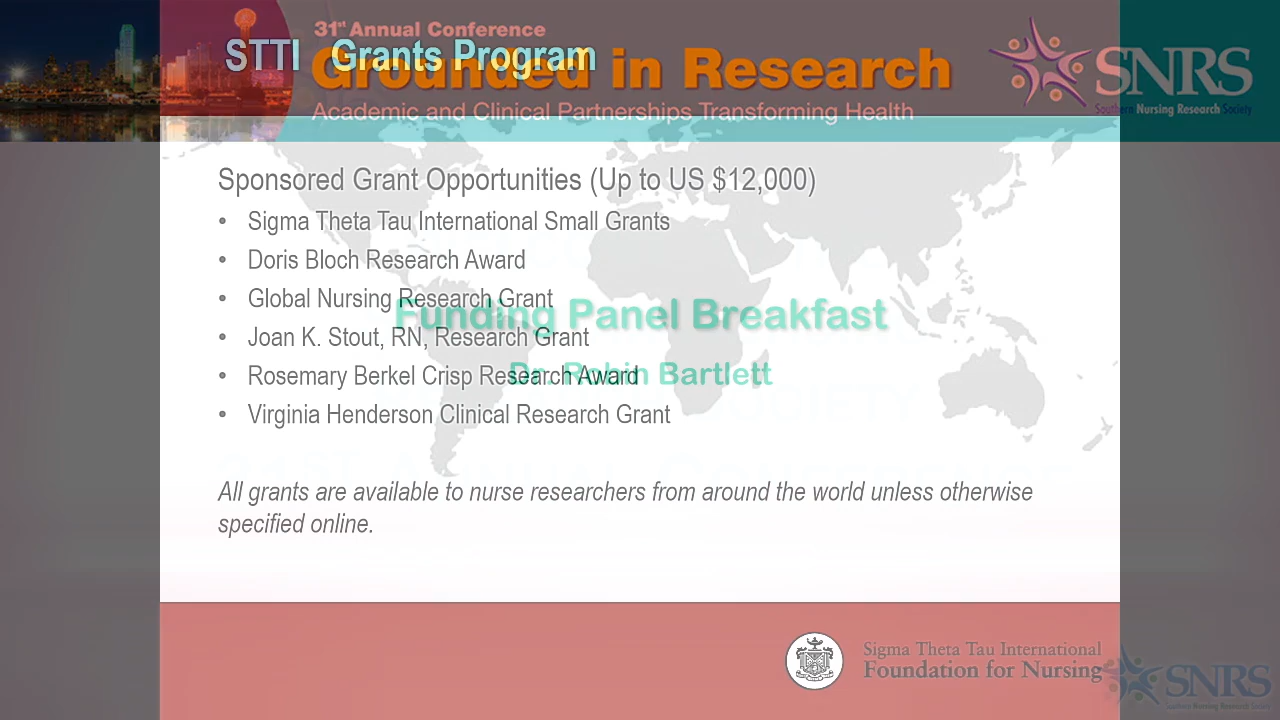 31st Annual Conference
STTI Grants Program
Grounded in Research
Academic and Clinical Partnerships Transforming Health
SNRS
Southern Nursing Research Society
Sponsored Grant Opportunities (Up to US $12,000)
• Sigma Theta Tau International Small Grants
• Doris Bloch Research Award
• Global Nursing Research Grant
Funding Panel Breakfast
• Joan K. Stout, RN, Research Grant
• Rosemary Berkel Crisp Research Award
Dr. Robin Bartlett
• Virginia Henderson Clinical Research Grant
All grants are available to nurse researchers from around the world unless otherwise
specified online.
Sigma Theta Tau International
Foundation for Nursing
SNRS
Southern Nursing Research Society